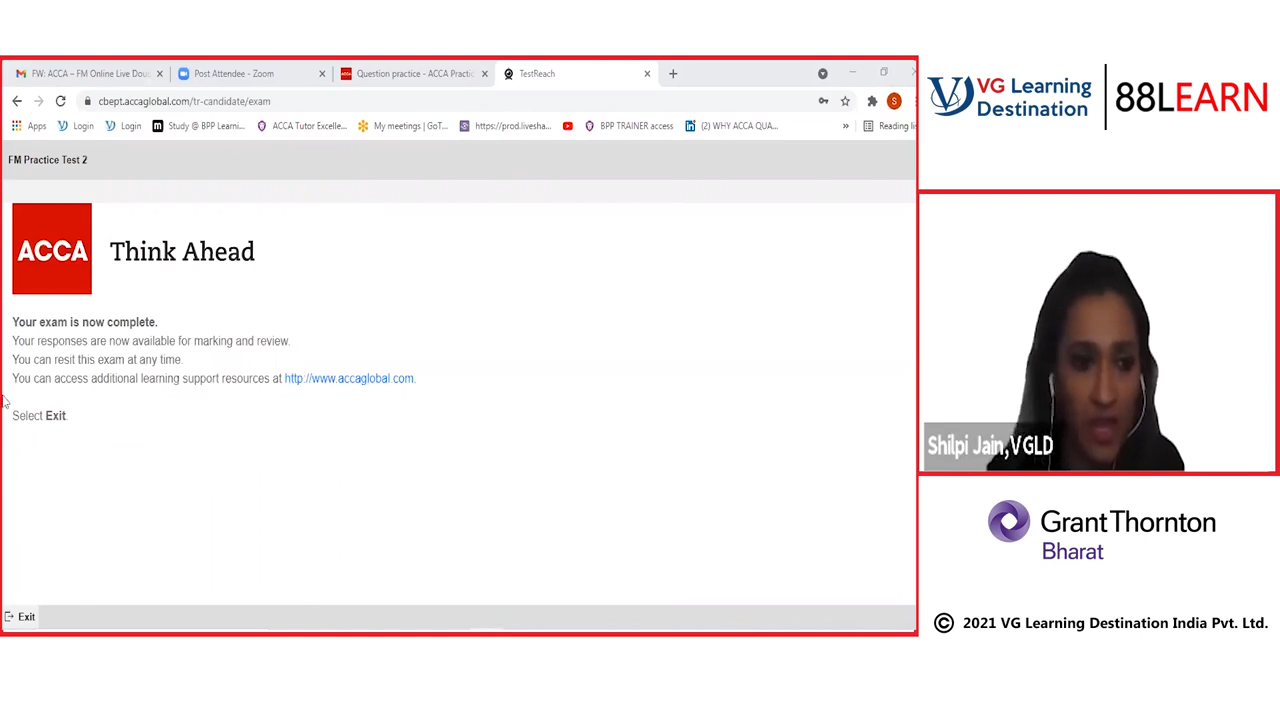 FW: ACCA – FM Online Live Dou
Post Attendee - Zoom
Question practice - ACCA Practic
TestReach
cbept.accaglobal.com/tr-candidate/exam
Apps
Login
Login
Study @ BPP Learni...
ACCA Tutor Excelle...
My meetings | GoT...
https://prod.livesha...
BPP TRAINER access
(2) WHY ACCA QUA...
»
Reading lis
FM Practice Test 2
ACCA
Think Ahead
Your exam is now complete.
Your responses are now available for marking and review.
You can resit this exam at any time.
You can access additional learning support resources at http://www.accaglobal.com.
Select Exit.
Exit
VG Learning
Destination
88LEARN
Shilpi Jain,VGLD
Grant Thornton
Bharat
© 2021 VG Learning Destination India Pvt. Ltd.